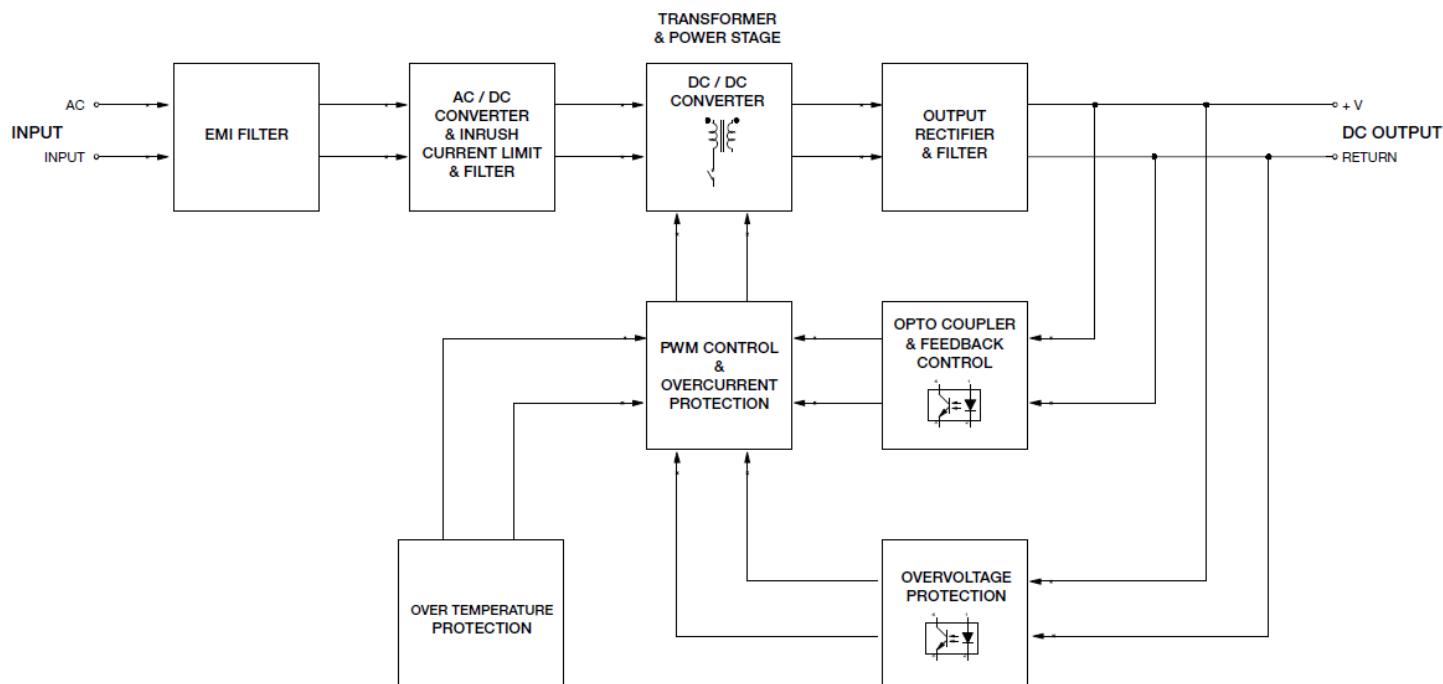 TRANSFORMER
& POWER STAGE
AC
INPUT
INPUT
EMI FILTER
AC / DC
CONVERTER
& INRUSH
CURRENT LIMIT
& FILTER
DC / DC
CONVERTER
OUTPUT
RECTIFIER
& FILTER
+ V
DC OUTPUT
RETURN
PWM CONTROL
&
OVERCURRENT
PROTECTION
OPTO COUPLER
& FEEDBACK
CONTROL
OVER TEMPERATURE
PROTECTION
OVERVOLTAGE
PROTECTION